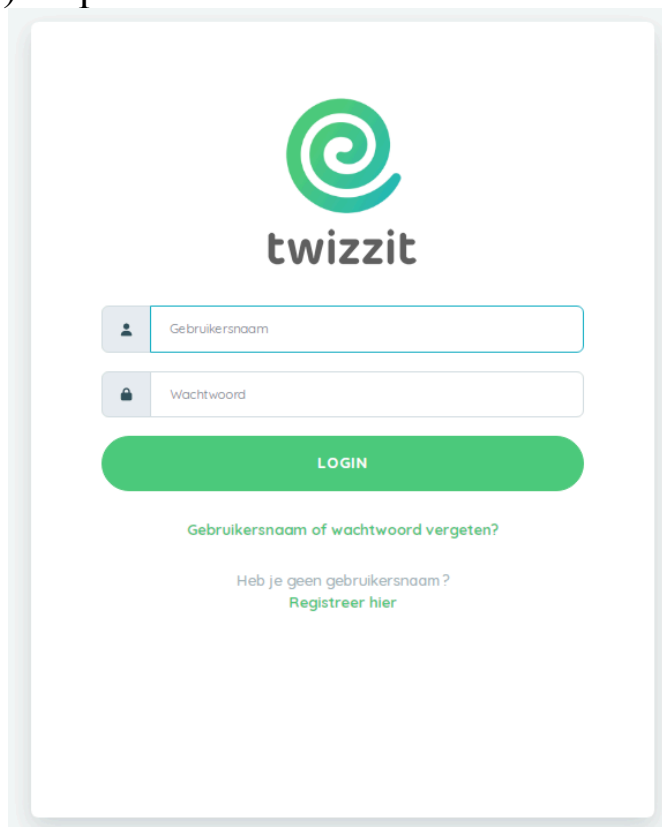 twizzit
Gebruikersnaam
Wachtwoord
LOGIN
Gebruikersnaam of wachtwoord vergeten?
Heb je geen gebruikersnaam?
Registreer hier